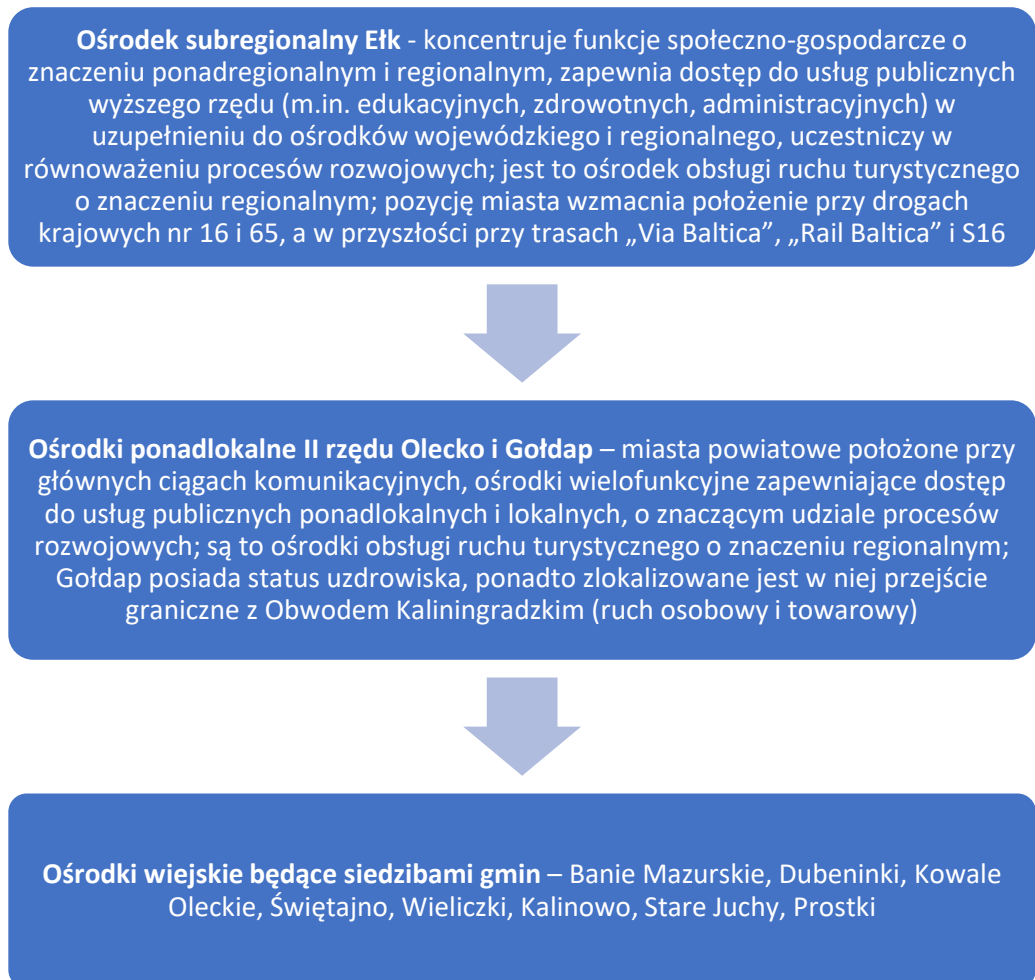 Ośrodek subregionalny Ełk - koncentruje funkcje społeczno-gospodarcze o
znaczeniu ponadregionalnym i regionalnym, zapewnia dostęp do usług publicznych
wyższego rzędu (m.in. edukacyjnych, zdrowotnych, administracyjnych) w
uzupełnieniu do ośrodków wojewódzkiego i regionalnego, uczestniczy w
równoważeniu procesów rozwojowych; jest to ośrodek obsługi ruchu turystycznego
o znaczeniu regionalnym; pozycję miasta wzmacnia położenie przy drogach
krajowych nr 16 i 65, a w przyszłości przy trasach „Via Baltica”, „Rail Baltica” i S16
Ośrodki ponadlokalne II rzędu Olecko i Gołdap – miasta powiatowe położone przy
głównych ciągach komunikacyjnych, ośrodki wielofunkcyjne zapewniające dostęp
do usług publicznych ponadlokalnych i lokalnych, o znaczącym udziale procesów
rozwojowych; są to ośrodki obsługi ruchu turystycznego o znaczeniu regionalnym;
Gołdap posiada status uzdrowiska, ponadto zlokalizowane jest w niej przejście
graniczne z Obwodem Kaliningradzkim (ruch osobowy i towarowy)
Ośrodki wiejskie będące siedzibami gmin – Banie Mazurskie, Dubeninki, Kowale
Oleckie, Świętajno, Wieliczki, Kalinowo, Stare Juchy, Prostki